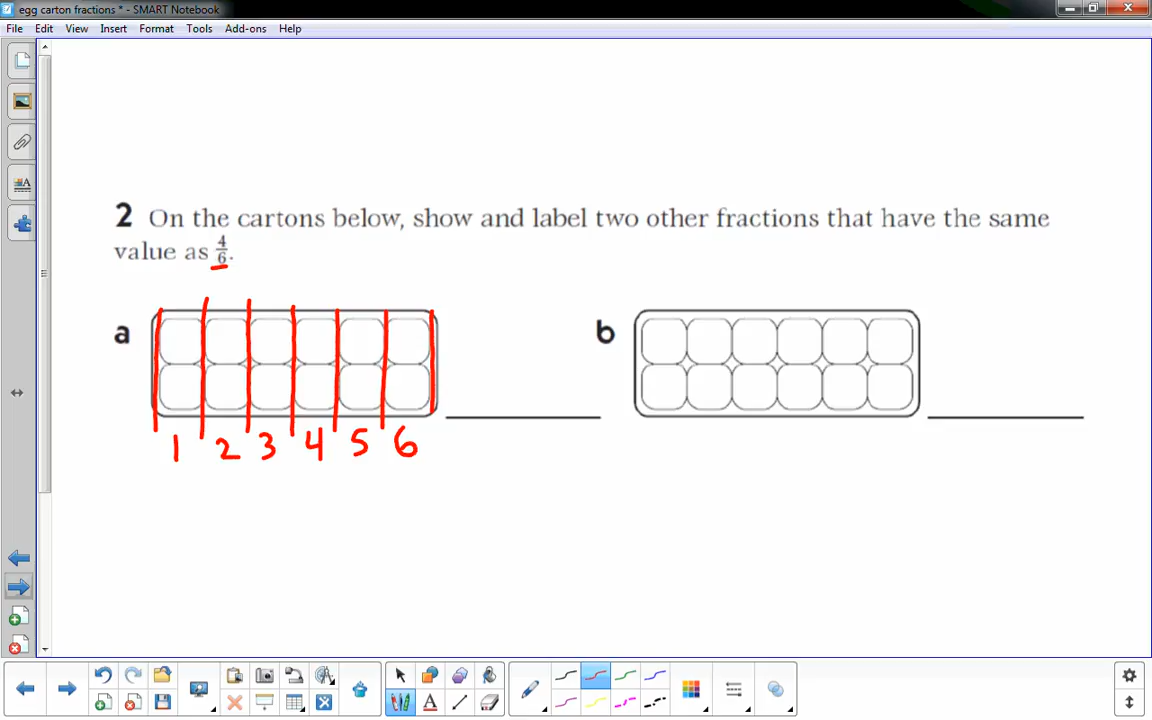 egg carton fractions * - SMART Notebook
File Edit View Insert Format Tools Add-ons Help
2 On the cartons below, show and label two other fractions that have the same
value as 4/6.
a
b
1 2 3 4 5 6